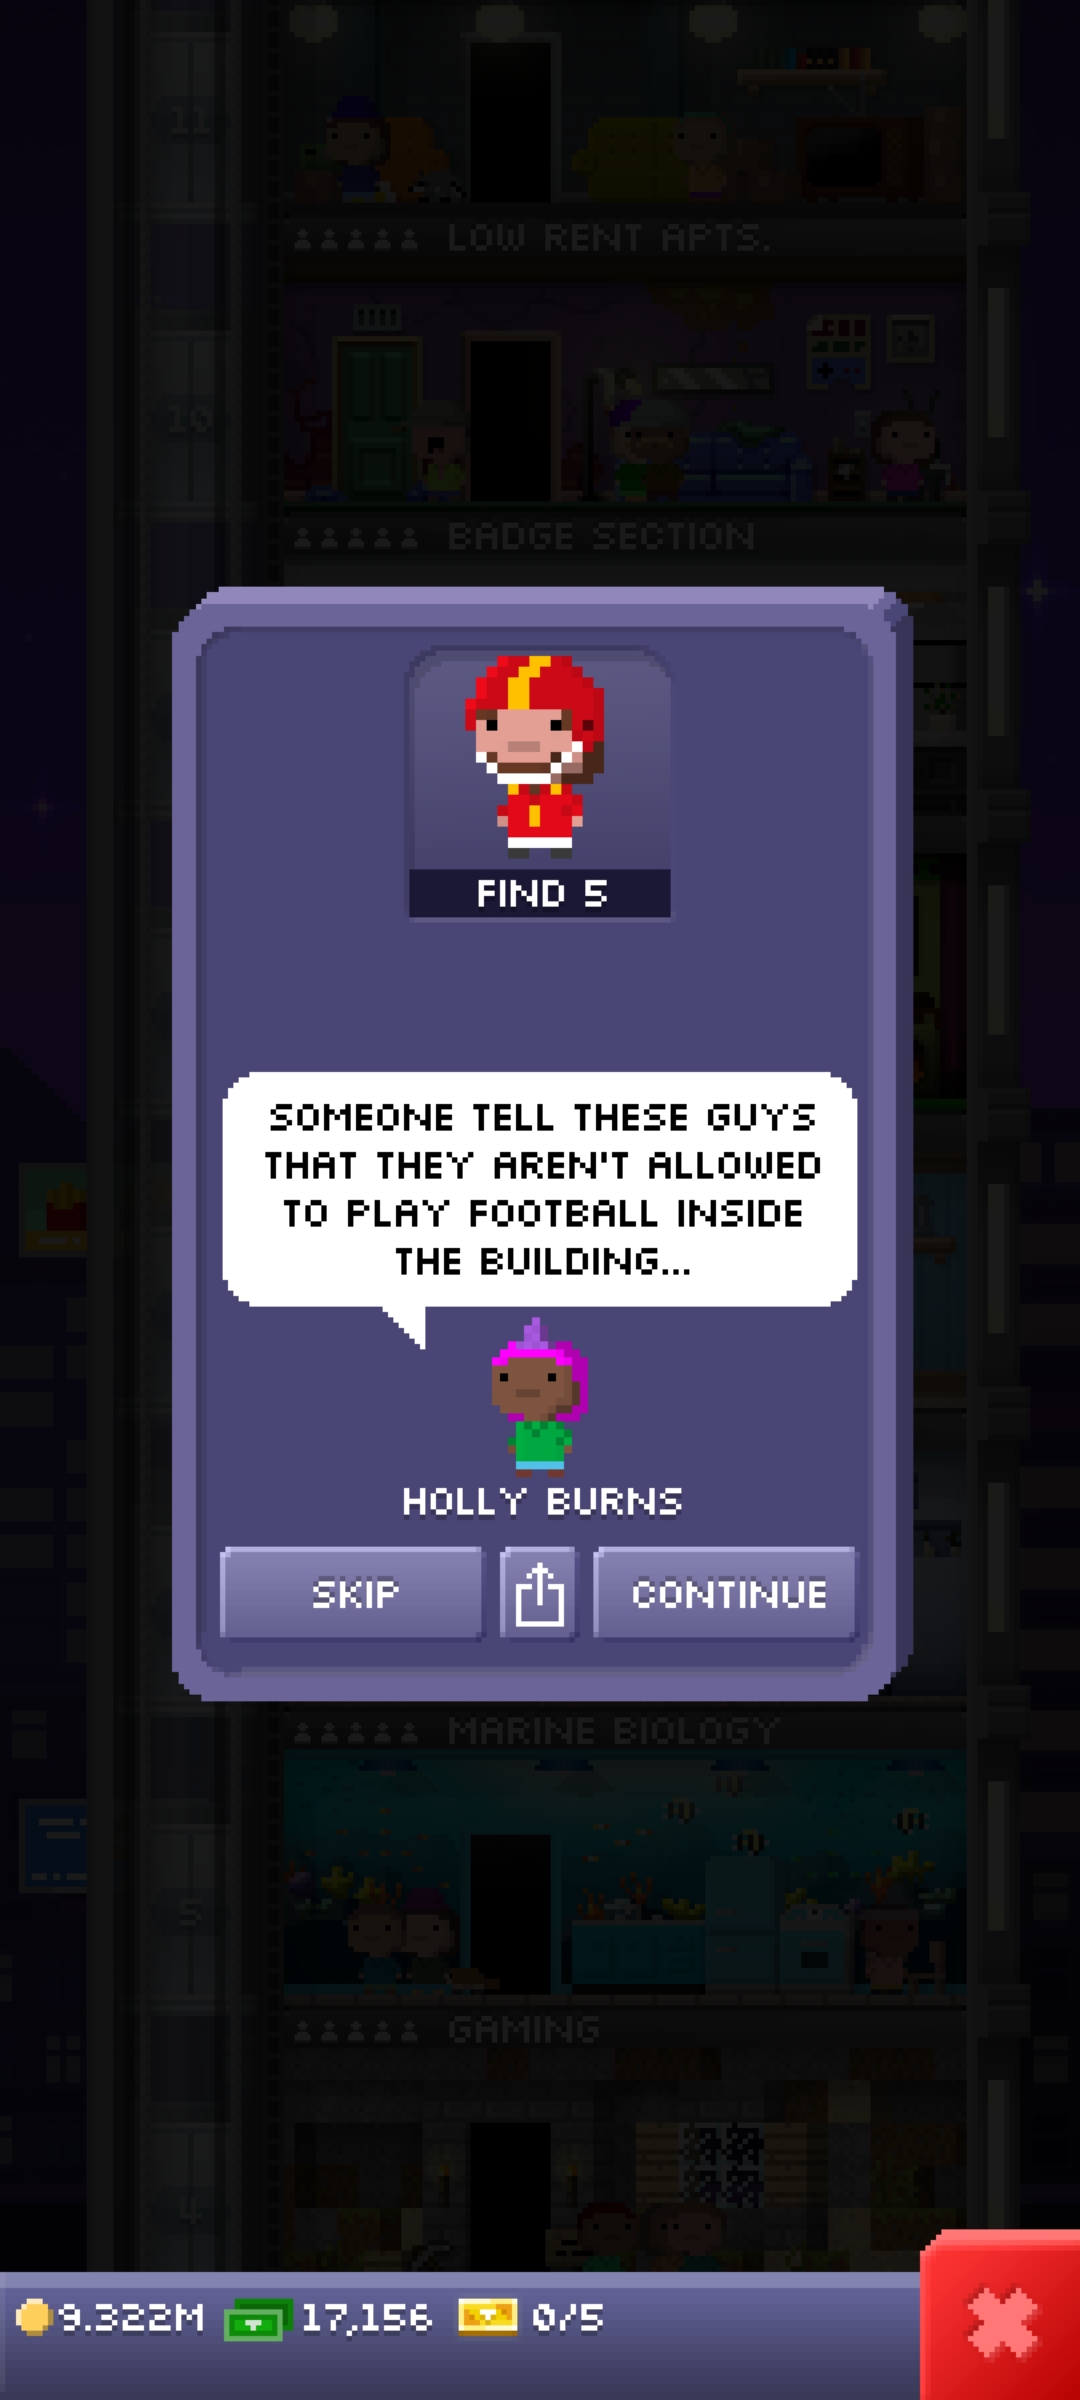 11
LOW RENT APTS.
10
BADGE SECTION
FIND 5
SOMEONE TELL THESE GUYS
THAT THEY AREN'T ALLOWED
TO PLAY FOOTBALL INSIDE
THE BUILDING...
HOLLY BURNS
SKIP
CONTINUE
MARINE BIOLOGY
5
GAMING
4
9.322M
17,156
0/5